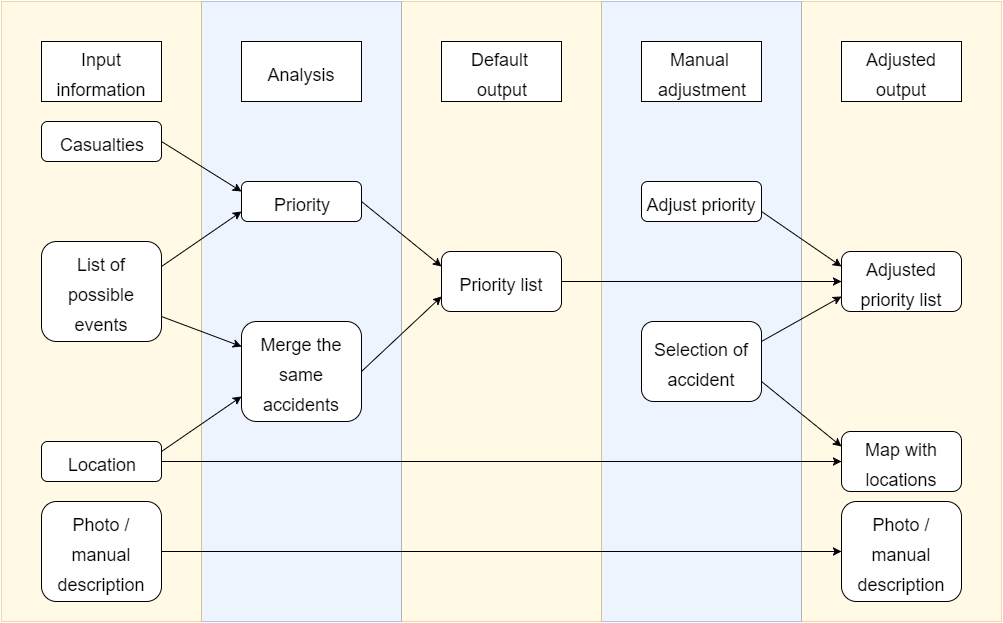 Input
information
Analysis
Default
output
Manual
adjustment
Adjusted
output
Casualties
Priority
Adjust priority
List of
possible
events
Priority list
Adjusted
priority list
Merge the
same
accidents
Selection of
accident
Location
Map with
locations
Photo /
manual
description
Photo /
manual
description